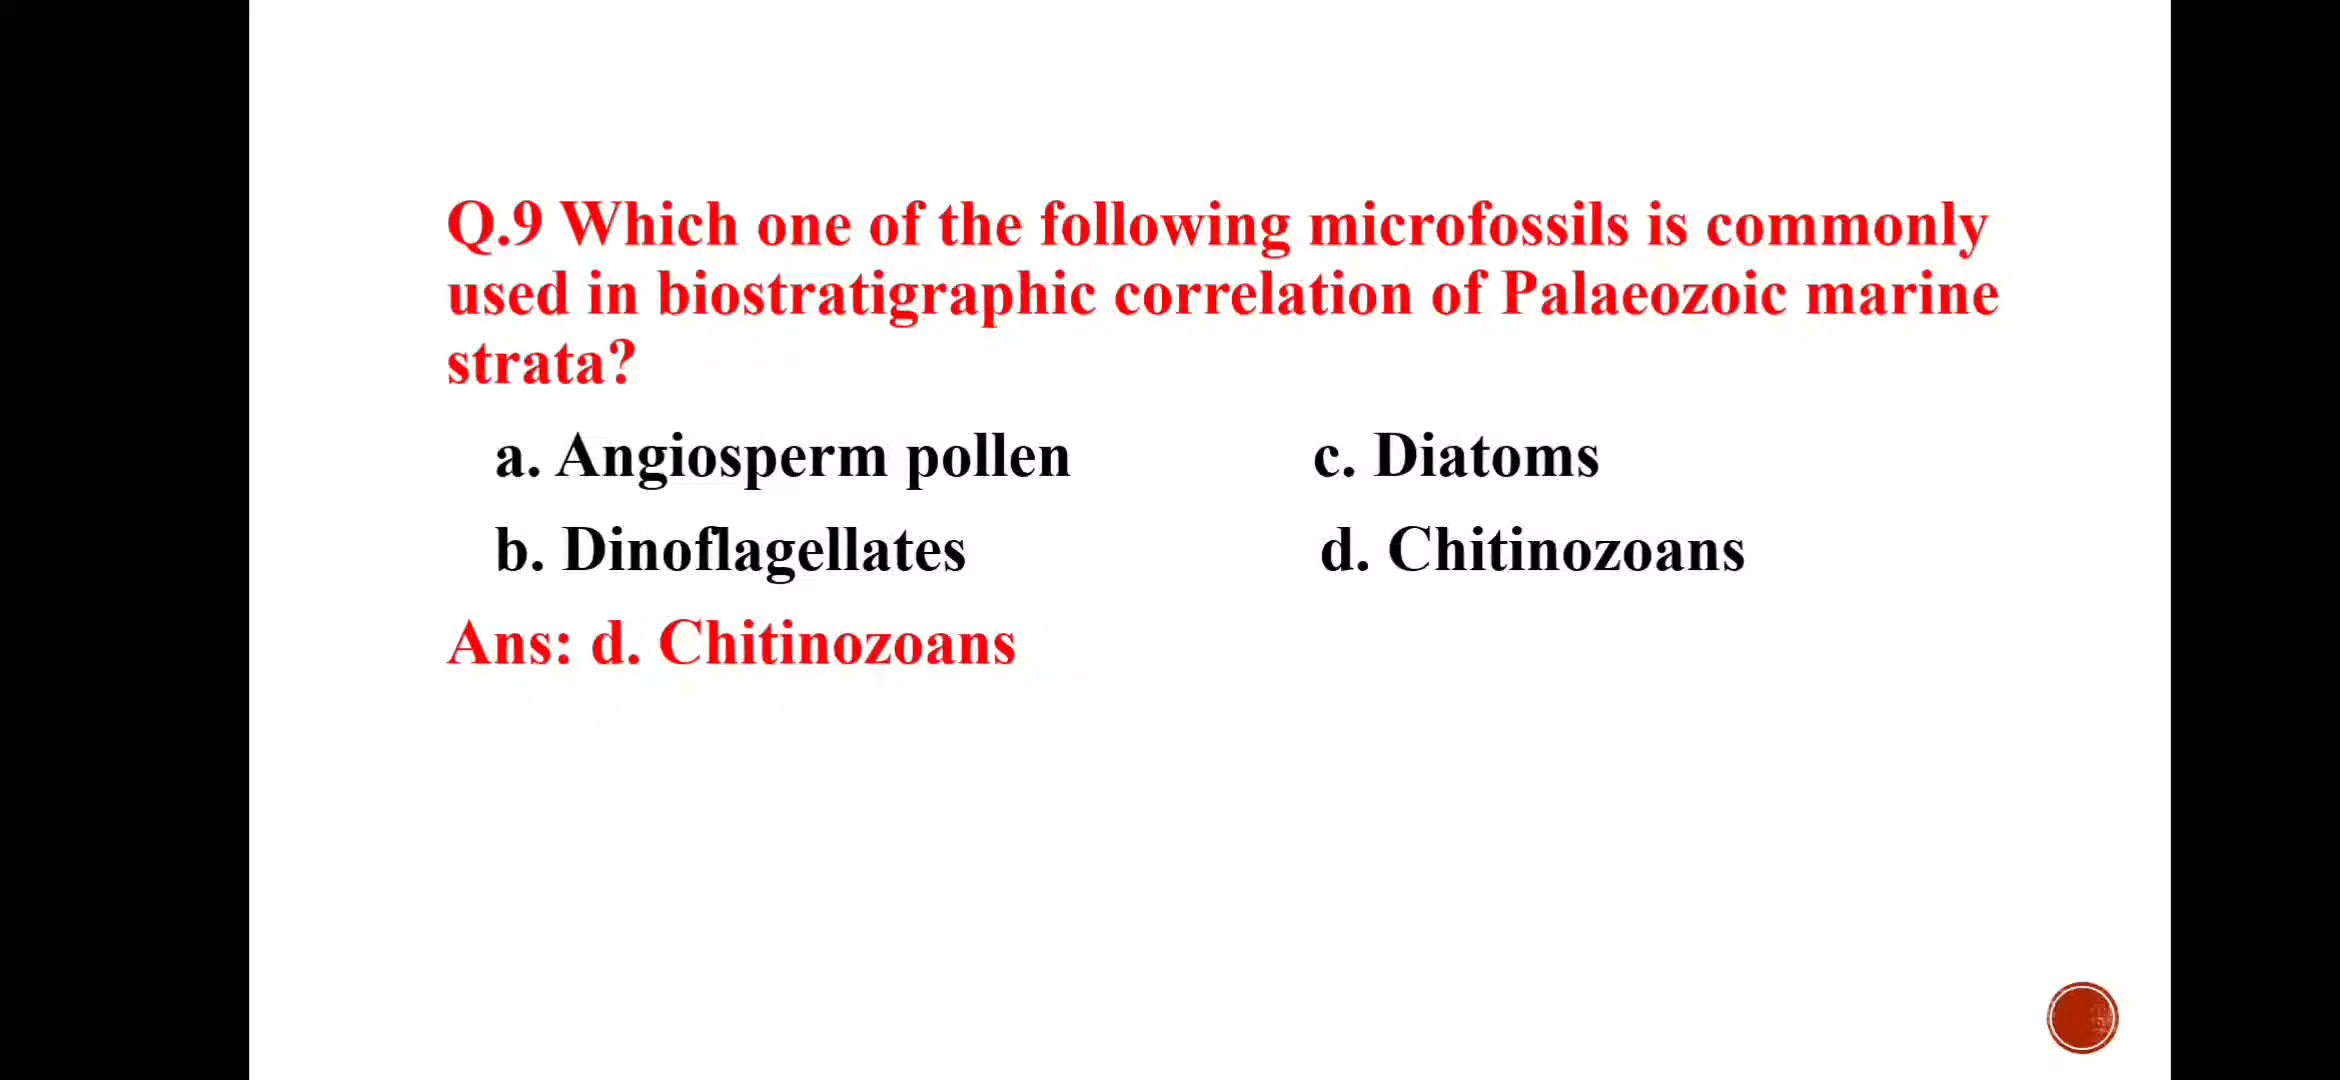 Q.9 Which one of the following microfossils is commonly
used in biostratigraphic correlation of Palaeozoic marine
strata?
a. Angiosperm pollen c. Diatoms
b. Dinoflagellates d. Chitinozoans
Ans: d. Chitinozoans